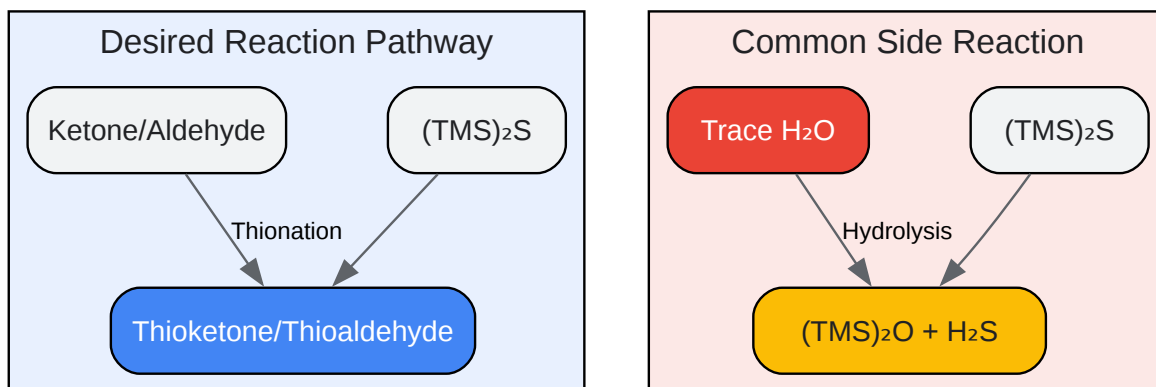 Desired Reaction Pathway
Ketone/Aldehyde
(TMS)₂S
Thionation
Thioketone/Thioaldehyde
Common Side Reaction
Trace H₂O
(TMS)₂S
Hydrolysis
(TMS)₂O + H₂S